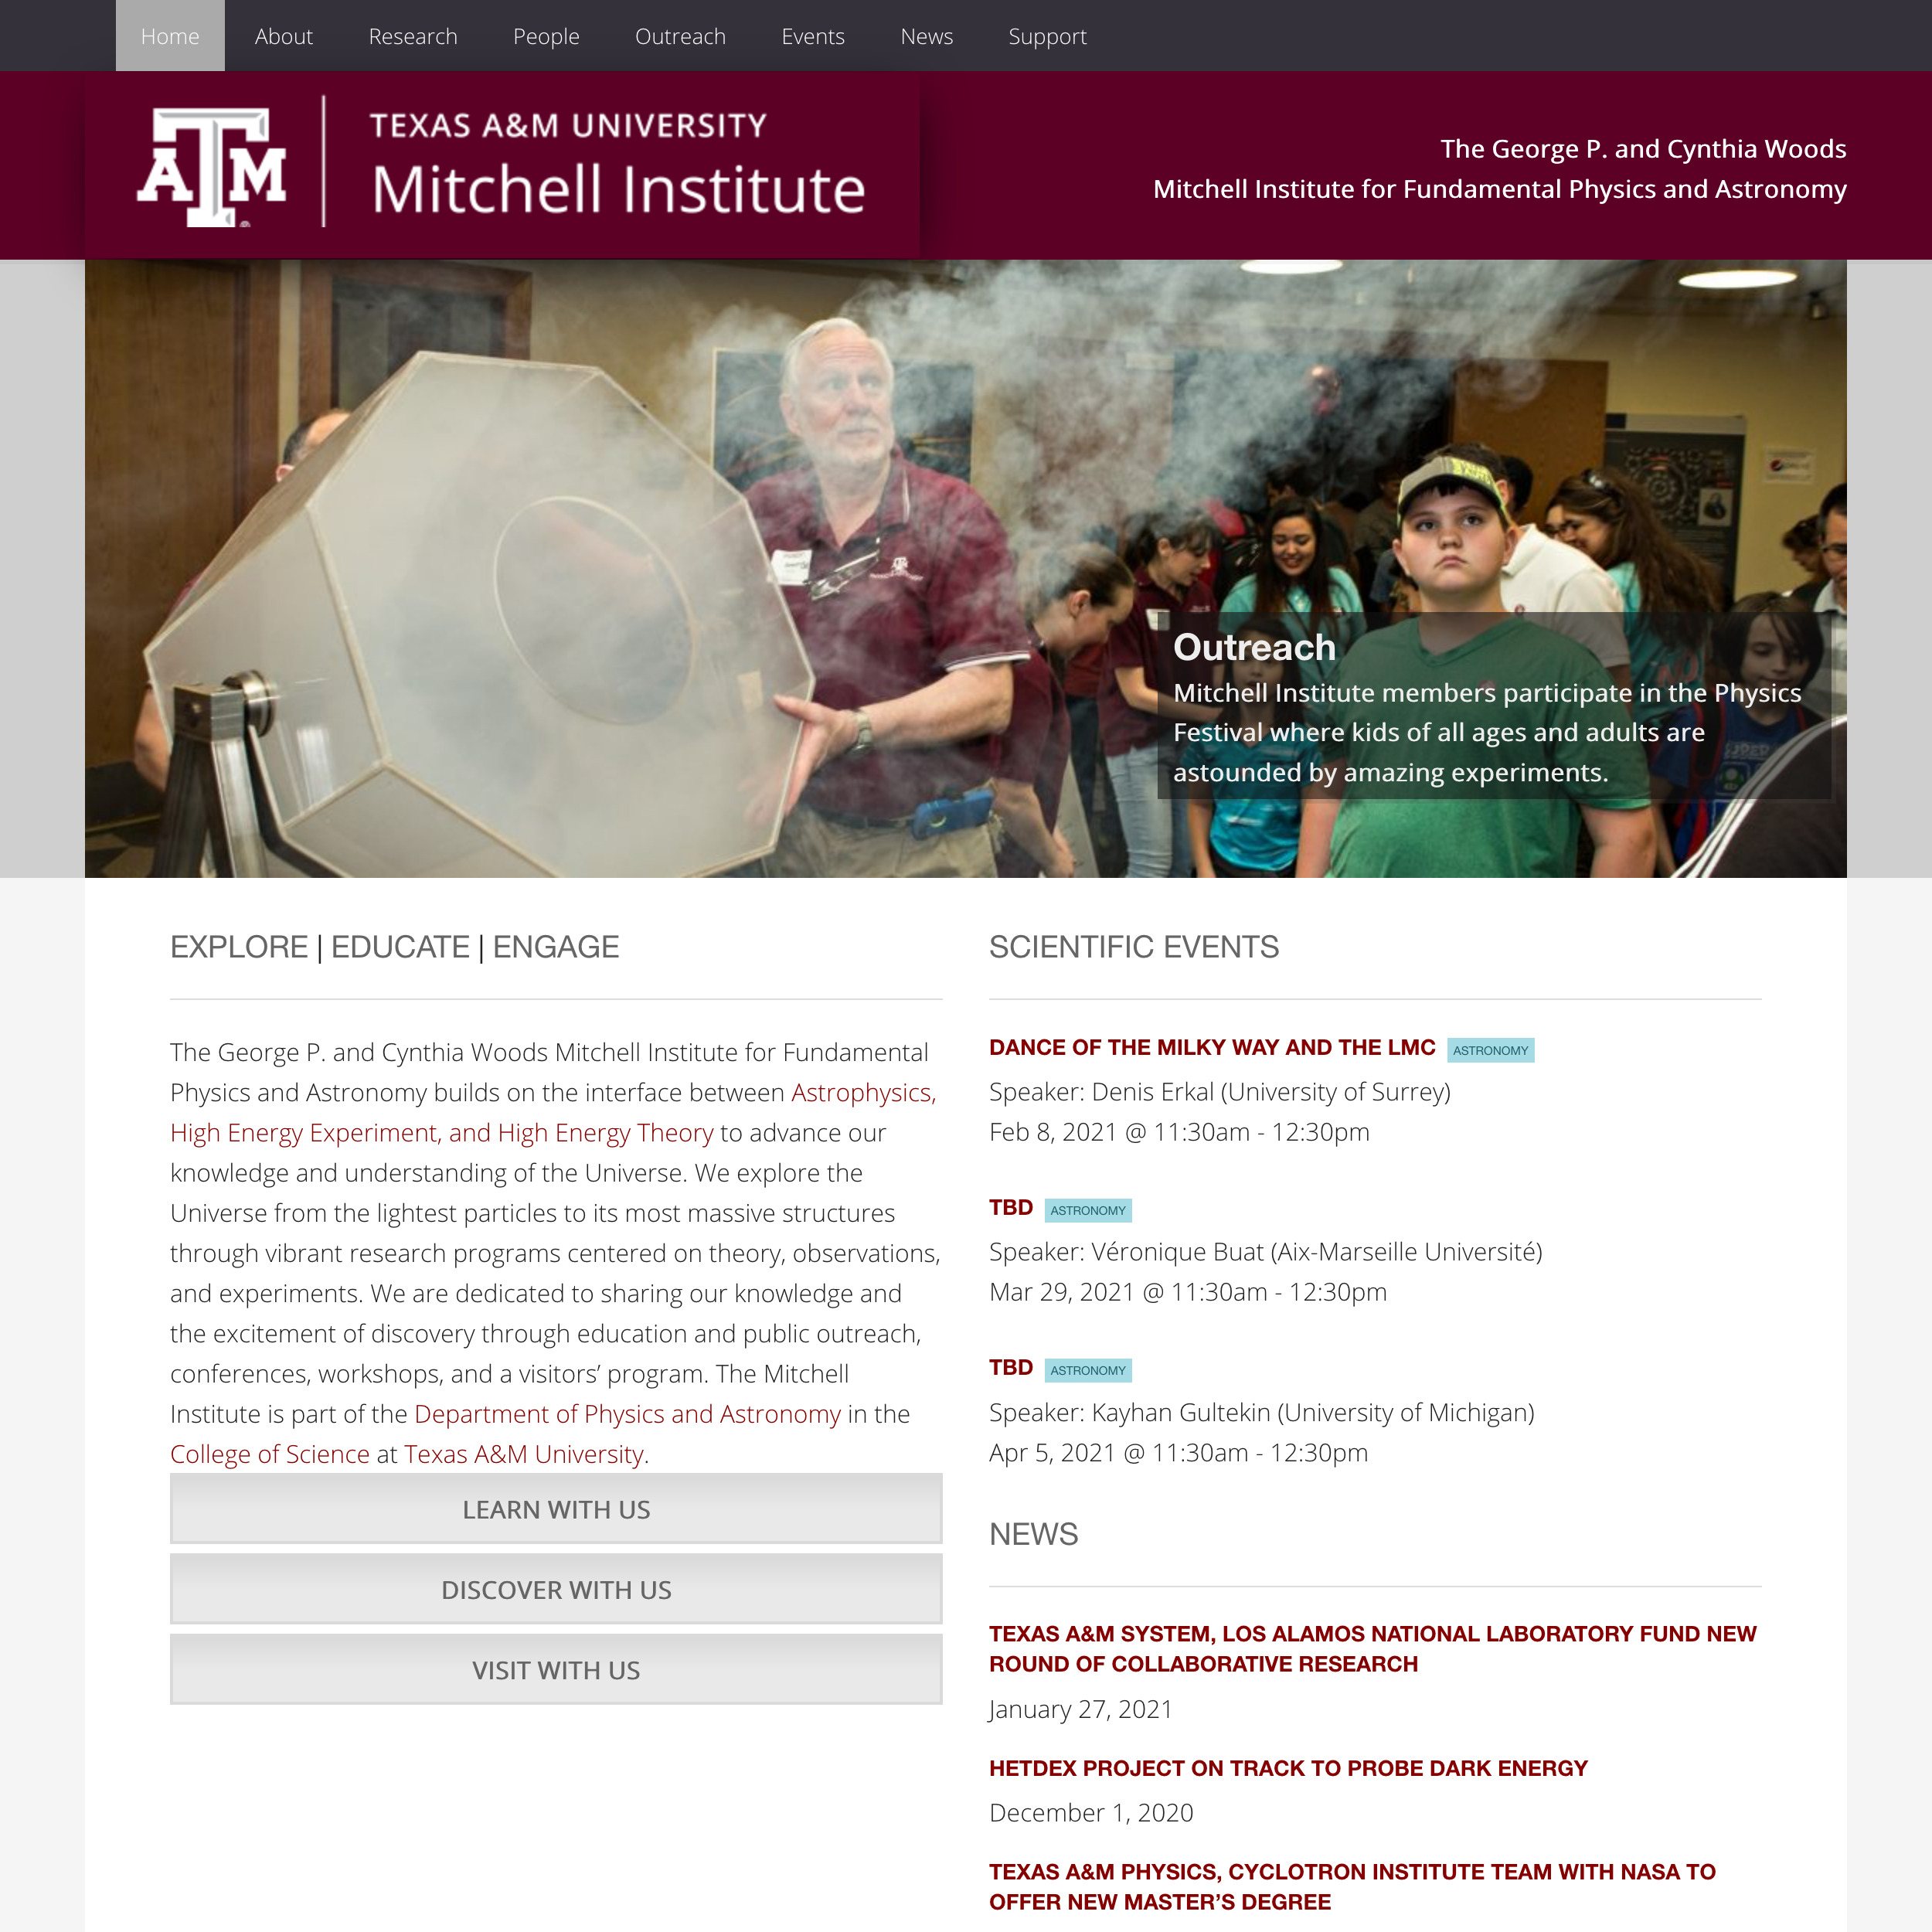 Home About Research People Outreach Events News Support
TEXAS A&M UNIVERSITY
Mitchell Institute
ATM
The George P. and Cynthia Woods
Mitchell Institute for Fundamental Physics and Astronomy
Outreach
Mitchell Institute members participate in the Physics
Festival where kids of all ages and adults are
astounded by amazing experiments.
EXPLORE | EDUCATE | ENGAGE
The George P. and Cynthia Woods Mitchell Institute for Fundamental
Physics and Astronomy builds on the interface between Astrophysics,
High Energy Experiment, and High Energy Theory to advance our
knowledge and understanding of the Universe. We explore the
Universe from the lightest particles to its most massive structures
through vibrant research programs centered on theory, observations,
and experiments. We are dedicated to sharing our knowledge and
the excitement of discovery through education and public outreach,
conferences, workshops, and a visitors’ program. The Mitchell
Institute is part of the Department of Physics and Astronomy in the
College of Science at Texas A&M University.
LEARN WITH US
DISCOVER WITH US
VISIT WITH US
SCIENTIFIC EVENTS
DANCE OF THE MILKY WAY AND THE LMC ASTRONOMY
Speaker: Denis Erkal (University of Surrey)
Feb 8, 2021 @ 11:30am - 12:30pm
TBD ASTRONOMY
Speaker: Véronique Buat (Aix-Marseille Université)
Mar 29, 2021 @ 11:30am - 12:30pm
TBD ASTRONOMY
Speaker: Kayhan Gultekin (University of Michigan)
Apr 5, 2021 @ 11:30am - 12:30pm
NEWS
TEXAS A&M SYSTEM, LOS ALAMOS NATIONAL LABORATORY FUND NEW
ROUND OF COLLABORATIVE RESEARCH
January 27, 2021
HETDEX PROJECT ON TRACK TO PROBE DARK ENERGY
December 1, 2020
TEXAS A&M PHYSICS, CYCLOTRON INSTITUTE TEAM WITH NASA TO
OFFER NEW MASTER’S DEGREE